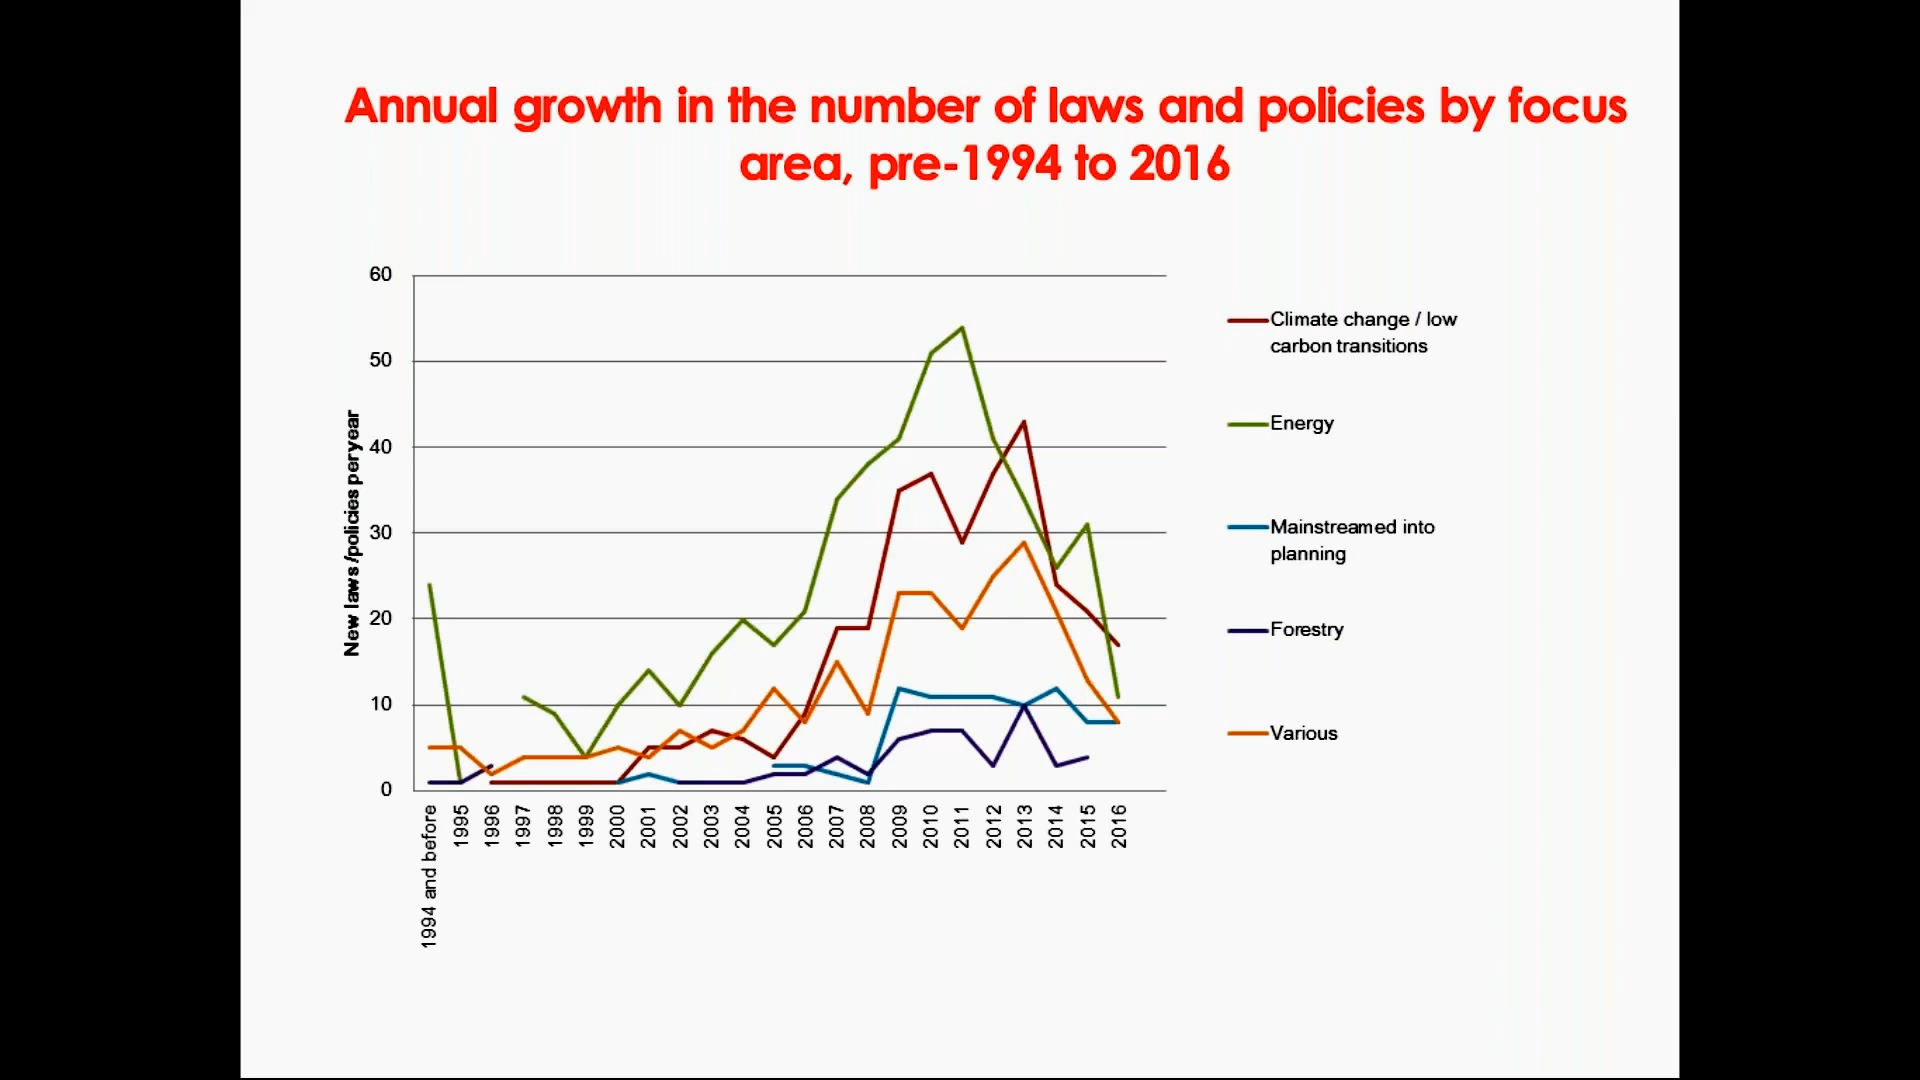 Annual growth in the number of laws and policies by focus
area, pre-1994 to 2016
60
50
40
30
20
10
0
New laws /policies per year
1994 and before
1995
1996
1997
1998
1999
2000
2001
2002
2003
2004
2005
2006
2007
2008
2009
2010
2011
2012
2013
2014
2015
2016
Climate change / low
carbon transitions
Energy
Mainstreamed into
planning
Forestry
Various